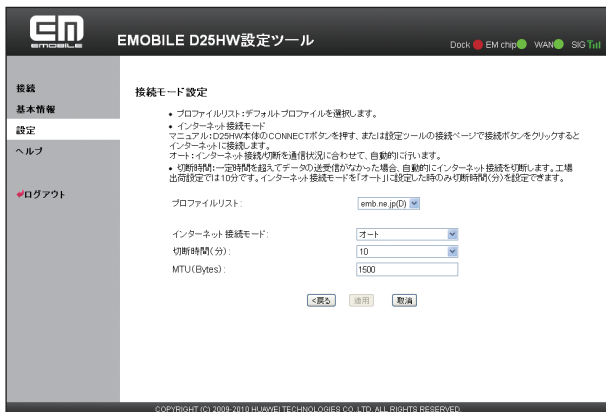 EM
EMOBILE
EMOBILE D25HW設定ツール
Dock EM chip WAN SIG
接続
基本情報
設定
ヘルプ
ログアウト
接続モード設定
• プロファイルリスト:デフォルトプロファイルを選択します。
• インターネット接続モード
マニュアル:D25HW本体のCONNECTボタンを押す、または設定ツールの接続ページで接続ボタンをクリックすると
インターネットに接続します。
オート:インターネット接続/切断を通信状況に合わせて、自動的に行います。
• 切断時間:一定時間を超えてデータの送受信がなかった場合、自動的にインターネット接続を切断します。工場
出荷設定では10分です。インターネット接続モードを「オート」に設定した時のみ切断時間(分)を設定できます。
プロファイルリスト: emb.ne.jp(D)
インターネット接続モード: オート
切断時間(分): 10
MTU(Bytes): 1500
<戻る 適用 取消
COPYRIGHT (C) 2009-2010 HUAWEI TECHNOLOGIES CO.,LTD. ALL RIGHTS RESERVED.